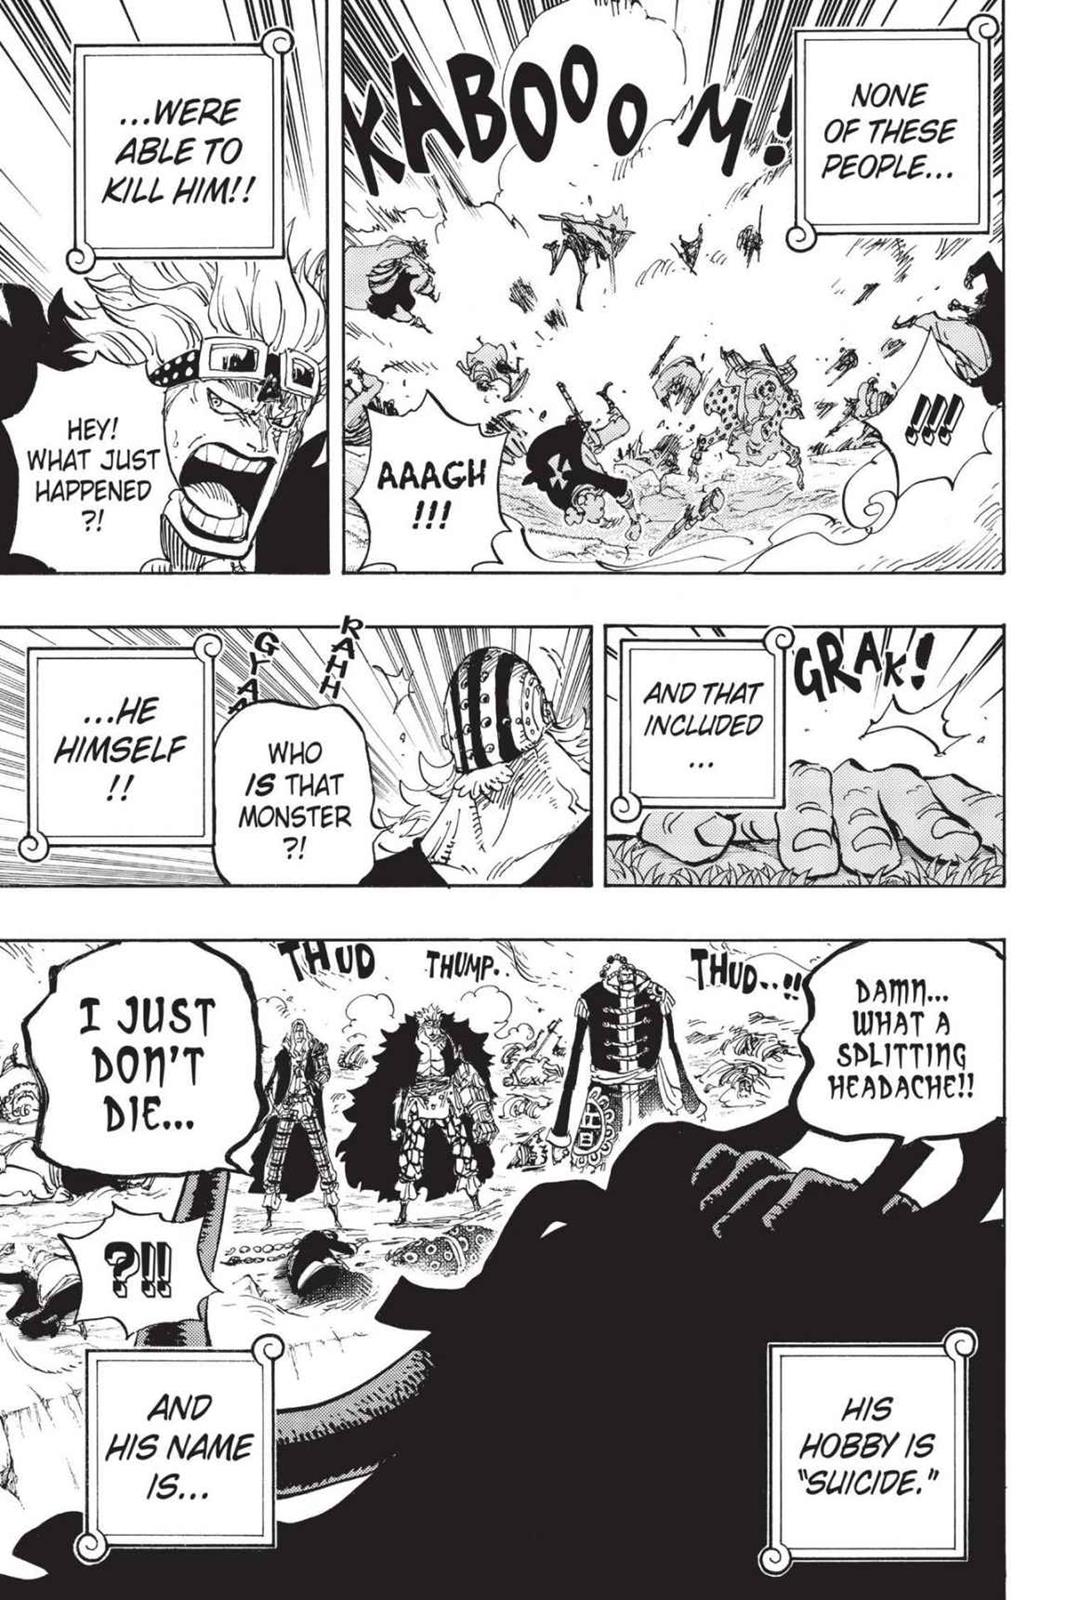 NONE
OF THESE
PEOPLE...
KABOOOM!
!!!
AAAGH
!!!
...WERE
ABLE TO
KILL HIM!!
HEY!
WHAT JUST
HAPPENED
?!
GRAK!
AND THAT
INCLUDED
...
RAHH
GYAA
WHO
IS THAT
MONSTER
?!
...HE
HIMSELF
!!
DAMN...
WHAT A
SPLITTING
HEADACHE!!
THUD...!!
THUMP..
THUD
I JUST
DON'T
DIE...
?!!
HIS
HOBBY IS
"SUICIDE."
AND
HIS NAME
IS...